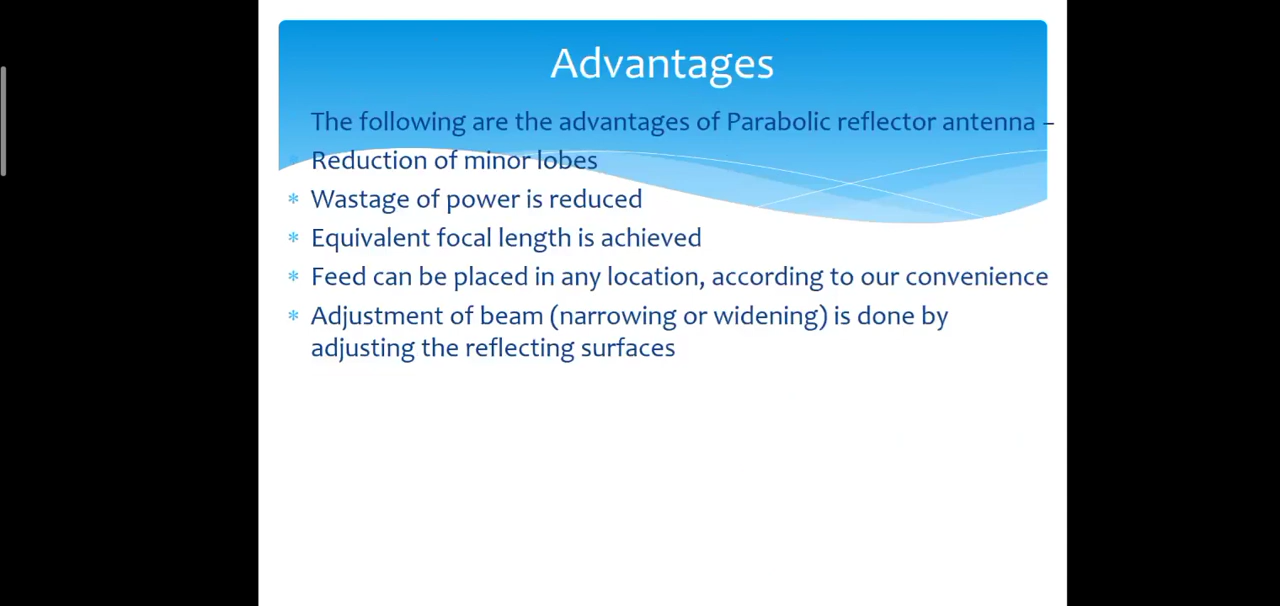 Advantages
The following are the advantages of Parabolic reflector antenna –
* Reduction of minor lobes
* Wastage of power is reduced
* Equivalent focal length is achieved
* Feed can be placed in any location, according to our convenience
* Adjustment of beam (narrowing or widening) is done by
adjusting the reflecting surfaces